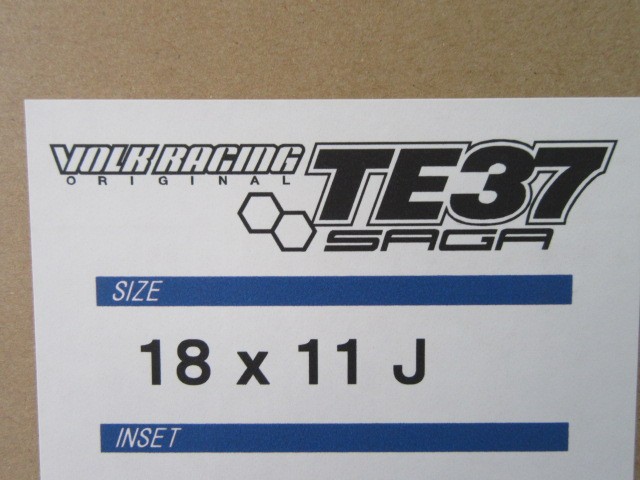 VOLK RACING TE37
ORIGINAL
SAGA
SIZE
18 x 11 J
INSET